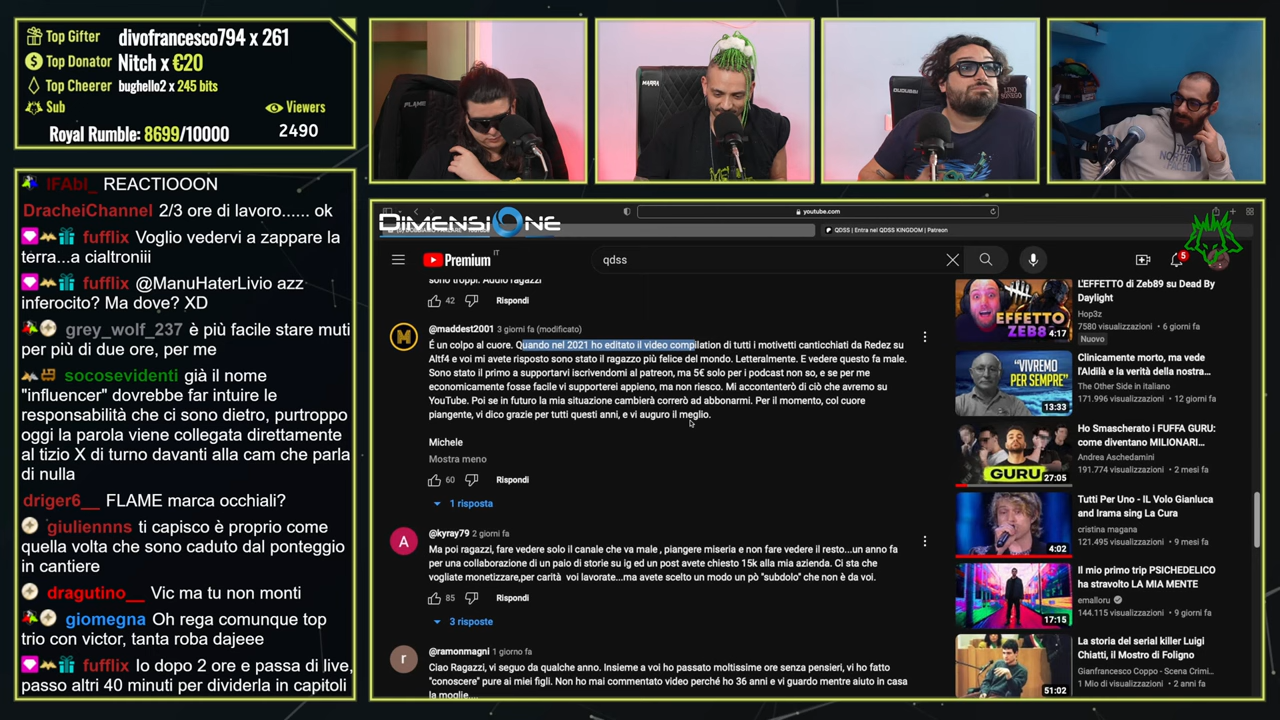 Top Gifter divofrancesco794 x 261
Top Donator Nitch x €20
Top Cheerer bughello2 x 245 bits
Sub
Viewers
Royal Rumble: 8699/10000
2490
REACTIOOON
DracheiChannel 2/3 ore di lavoro...... ok
fufflix Voglio vedervi a zappare la
terra...a cialtroniii
fufflix @ManuHaterLivio azz
inferocito? Ma dove? XD
grey_wolf_237 è più facile stare muti
per più di due ore, per me
socosevidenti già il nome
"influencer" dovrebbe far intuire le
responsabilità che ci sono dietro, purtroppo
oggi la parola viene collegata direttamente
al tizio X di turno davanti alla cam che parla
di nulla
driger6__ FLAME marca occhiali?
giuliennns ti capisco è proprio come
quella volta che sono caduto dal ponteggio
in cantiere
dragutino__ Vic ma tu non monti
giomegna Oh rega comunque top
trio con victor, tanta roba dajeee
fufflix Io dopo 2 ore e passa di live,
passo altri 40 minuti per dividerla in capitoli
MARRA
DIMENSIONE
youtube.com
QDSS | Entra nel QDSS KINGDOM | Patreon
Premium IT
qdss
5
sono troppi. Audio ragazzi
42 Rispondi
@maddest2001 3 giorni fa (modificato)
É un colpo al cuore. Quando nel 2021 ho editato il video compilation di tutti i motivetti canticchiati da Redez su
Altf4 e voi mi avete risposto sono stato il ragazzo più felice del mondo. Letteralmente. E vedere questo fa male.
Sono stato il primo a supportarvi iscrivendomi al patreon, ma 5€ solo per i podcast non so, e se per me
economicamente fosse facile vi supporterei appieno, ma non riesco. Mi accontenterò di ciò che avremo su
YouTube. Poi se in futuro la mia situazione cambierà correrò ad abbonarmi. Per il momento, col cuore
piangente, vi dico grazie per tutti questi anni, e vi auguro il meglio.
Michele
Mostra meno
60 Rispondi
1 risposta
@kyray79 2 giorni fa
Ma poi ragazzi, fare vedere solo il canale che va male , piangere miseria e non fare vedere il resto...un anno fa
per una collaborazione di un paio di storie su ig ed un post avete chiesto 15k alla mia azienda. Ci sta che
vogliate monetizzare,per carità voi lavorate...ma avete scelto un modo un pò "subdolo" che non è da voi.
85 Rispondi
3 risposte
@ramonmagni 1 giorno fa
Ciao Ragazzi, vi seguo da qualche anno. Insieme a voi ho passato moltissime ore senza pensieri, vi ho fatto
"conoscere" pure ai miei figli. Non ho mai commentato video perché ho 36 anni e vi guardo mentre aiuto in casa
la moglie....
EFFETTO
ZEB89
4:17
L'EFFETTO di Zeb89 su Dead By
Daylight
Hop3z
7580 visualizzazioni • 6 giorni fa
Nuovo
"VIVREMO
PER SEMPRE"
13:33
Clinicamente morto, ma vede
l'Aldilà e la verità della nostra...
The Other Side in italiano
171.996 visualizzazioni • 12 giorni fa
GURU
27:05
Ho Smascherato i FUFFA GURU:
come diventano MILIONARI...
Andrea Aschedamini
191.774 visualizzazioni • 2 mesi fa
4:02
Tutti Per Uno - IL Volo Gianluca
and Irama sing La Cura
cristina magana
121.495 visualizzazioni • 9 mesi fa
17:15
Il mio primo trip PSICHEDELICO
ha stravolto LA MIA MENTE
emalloru
144.115 visualizzazioni • 9 giorni fa
51:02
La storia del serial killer Luigi
Chiatti, il Mostro di Foligno
Gianfrancesco Coppo - Scena Crimi...
1 Mio di visualizzazioni • 2 anni fa